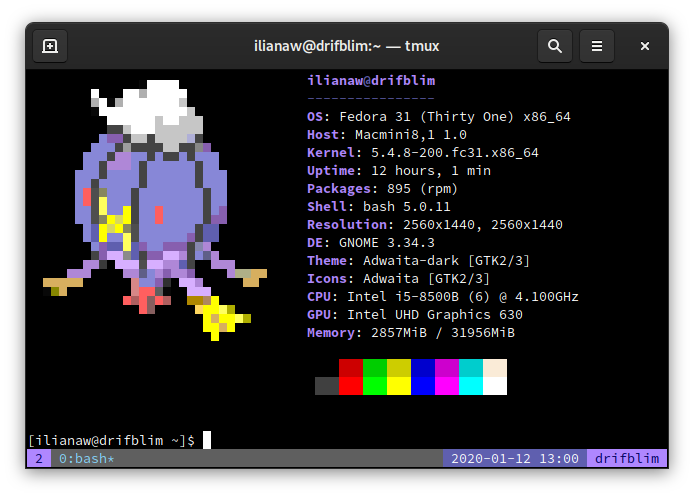 ilianaw@drifblim:~ — tmux
ilianaw@drifblim
----------------
OS: Fedora 31 (Thirty One) x86_64
Host: Macmini8,1 1.0
Kernel: 5.4.8-200.fc31.x86_64
Uptime: 12 hours, 1 min
Packages: 895 (rpm)
Shell: bash 5.0.11
Resolution: 2560x1440, 2560x1440
DE: GNOME 3.34.3
Theme: Adwaita-dark [GTK2/3]
Icons: Adwaita [GTK2/3]
CPU: Intel i5-8500B (6) @ 4.100GHz
GPU: Intel UHD Graphics 630
Memory: 2857MiB / 31956MiB
[ilianaw@drifblim ~]$
2 0:bash* 2020-01-12 13:00 drifblim